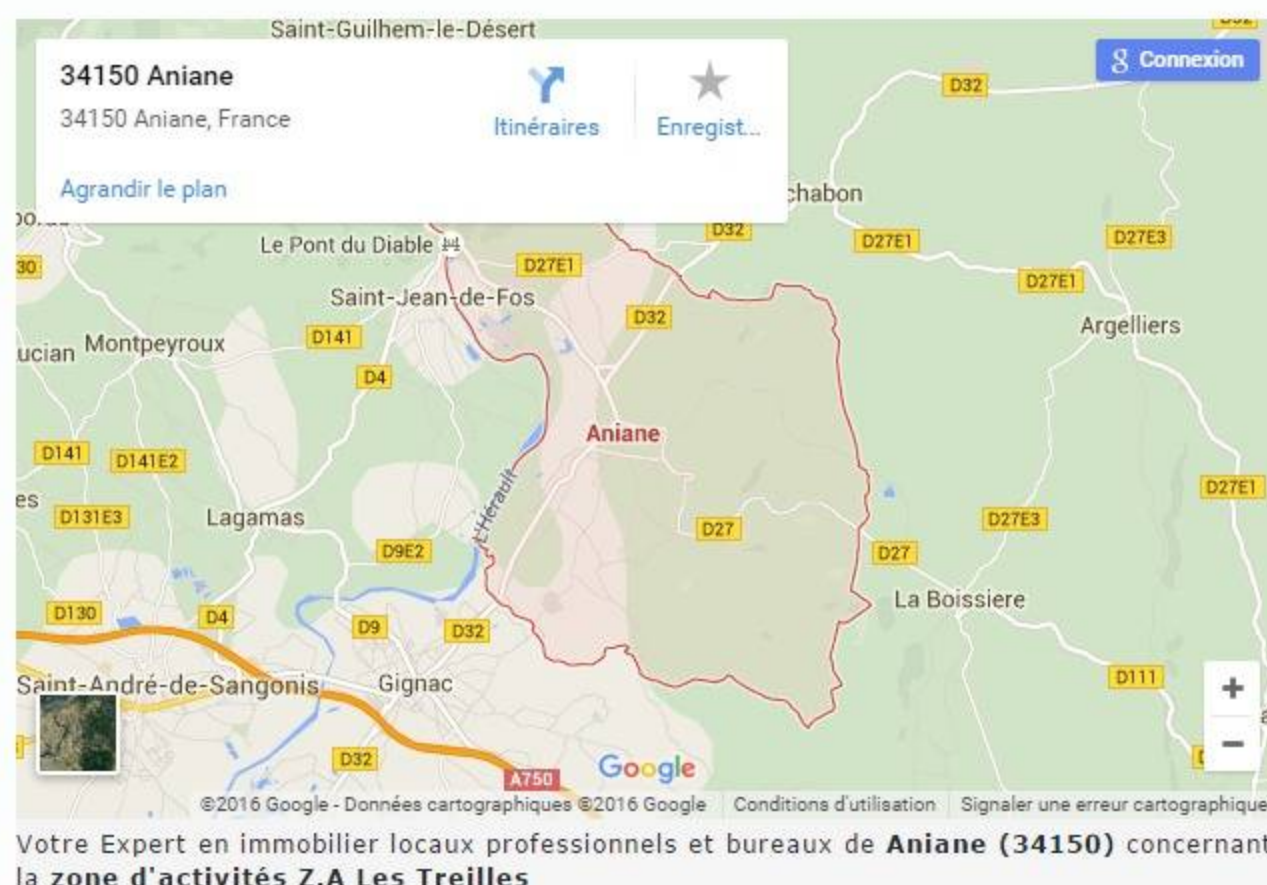 D32
Saint-Guilhem-le-Désert
34150 Aniane
34150 Aniane, France
Itinéraires
Enregist...
Agrandir le plan
g Connexion
D32
chabon
D32
D27E1
D27E3
30
Le Pont du Diable
D27E1
D27E1
Saint-Jean-de-Fos
D32
Argelliers
ucian
Montpeyroux
D141
D4
Aniane
D141
D141E2
D27E1
es
D131E3
Lagamas
L'Hérault
D27
D27E3
D9E2
D27
La Boissiere
D130
D4
D9
D32
Saint-André-de-Sangonis
Gignac
D111
+
−
D32
A750
Google
©2016 Google - Données cartographiques ©2016 Google
Conditions d'utilisation
Signaler une erreur cartographique
Votre Expert en immobilier locaux professionnels et bureaux de Aniane (34150) concernant
la zone d'activités Z.A Les Treilles